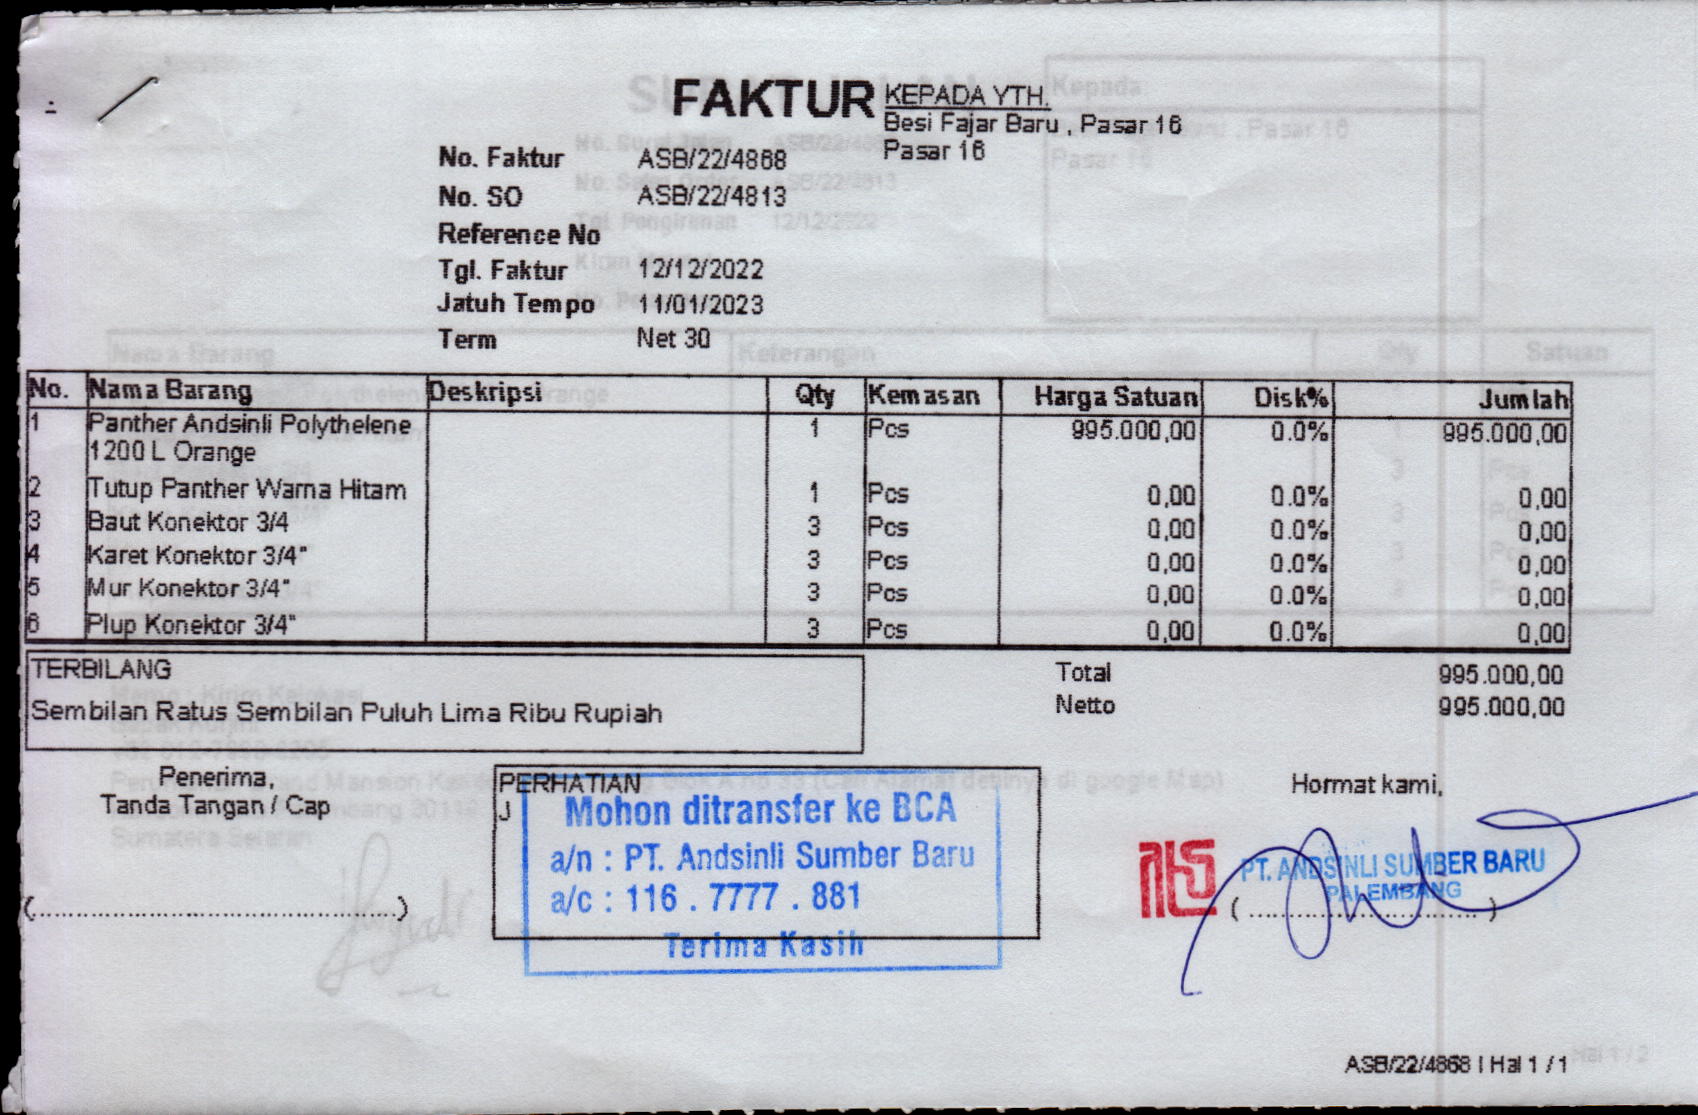 FAKTUR
KEPADA YTH.
Besi Fajar Baru , Pasar 16
Pasar 16
No. Faktur ASB/22/4868
No. SO ASB/22/4813
Reference No
Tgl. Faktur 12/12/2022
Jatuh Tempo 11/01/2023
Term Net 30
No. Nama Barang Deskripsi Qty Kemasan Harga Satuan Disk% Jumlah
1 Panther Andsinli Polythelene 1 Pcs 995.000,00 0.0% 995.000,00
1200 L Orange
2 Tutup Panther Warna Hitam 1 Pcs 0,00 0.0% 0,00
3 Baut Konektor 3/4 3 Pcs 0,00 0.0% 0,00
4 Karet Konektor 3/4" 3 Pcs 0,00 0.0% 0,00
5 Mur Konektor 3/4" 3 Pcs 0,00 0.0% 0,00
6 Plup Konektor 3/4" 3 Pcs 0,00 0.0% 0,00
TERBILANG
Sembilan Ratus Sembilan Puluh Lima Ribu Rupiah
Total 995.000,00
Netto 995.000,00
Penerima,
Tanda Tangan / Cap
(..................................................)
PERHATIAN
J
Mohon ditransfer ke BCA
a/n : PT. Andsinli Sumber Baru
a/c : 116 . 7777 . 881
Terima Kasih
Hormat kami,
PT. ANDSINLI SUMBER BARU
PALEMBANG
( .................................. )
ASB/22/4868 | Hal 1 / 1